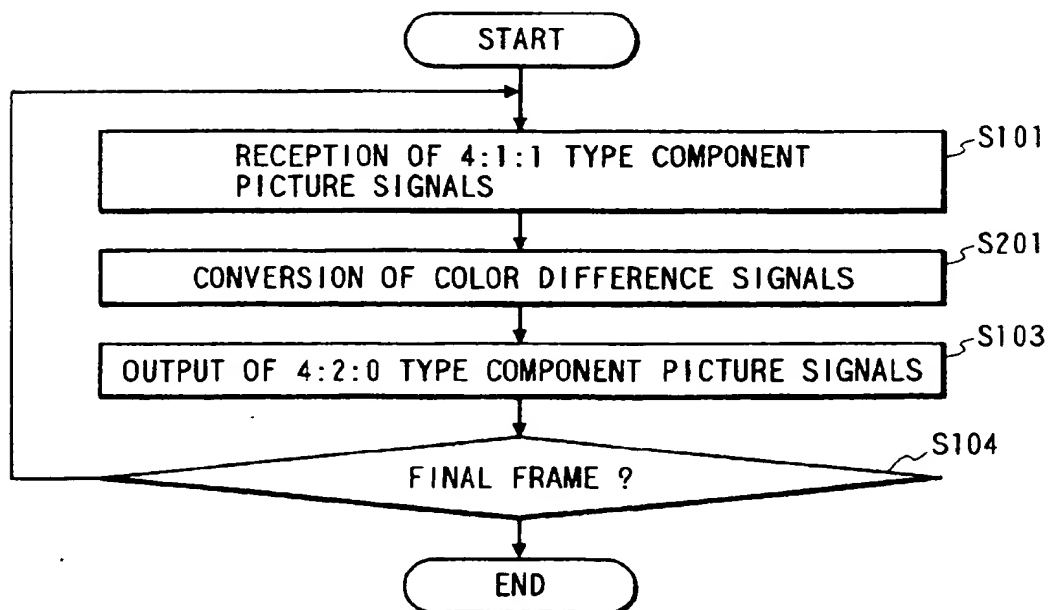 START
RECEPTION OF 4:1:1 TYPE COMPONENT
PICTURE SIGNALS
S101
CONVERSION OF COLOR DIFFERENCE SIGNALS
S201
OUTPUT OF 4:2:0 TYPE COMPONENT PICTURE SIGNALS
S103
FINAL FRAME ?
S104
END